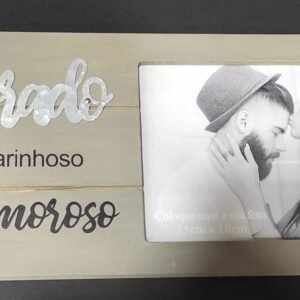 rado
arinhoso
moroso
Coloque aqui a sua foto
15cm x 10cm